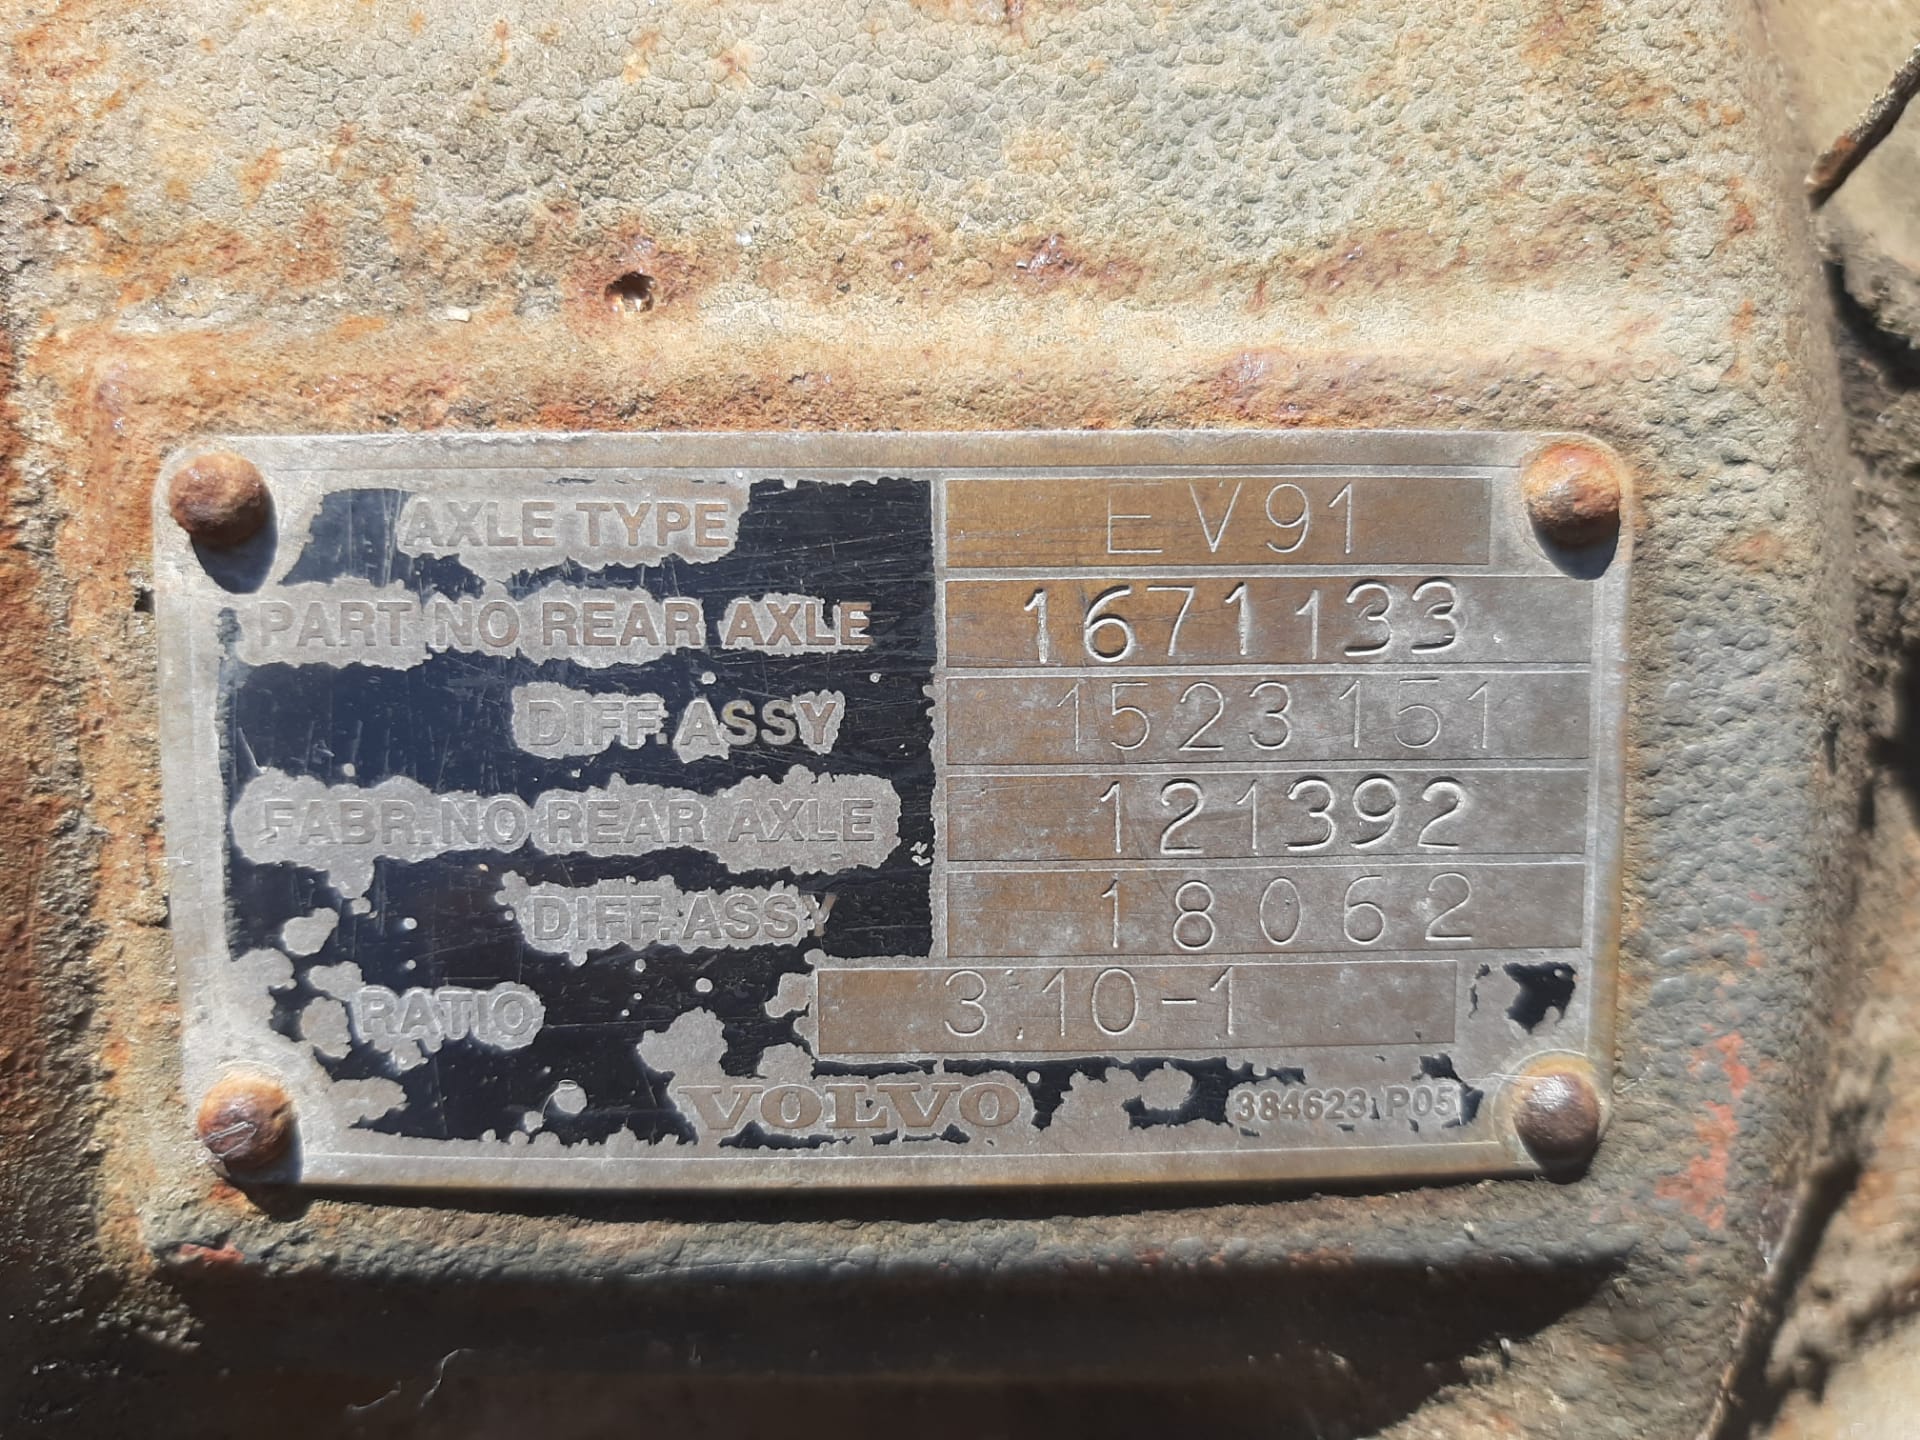 AXLE TYPE EV91
PART NO REAR AXLE 1671133
DIFF. ASSY 1523151
FABR. NO REAR AXLE 121392
DIFF. ASSY 18062
RATIO 3.10-1
VOLVO 384623 P05